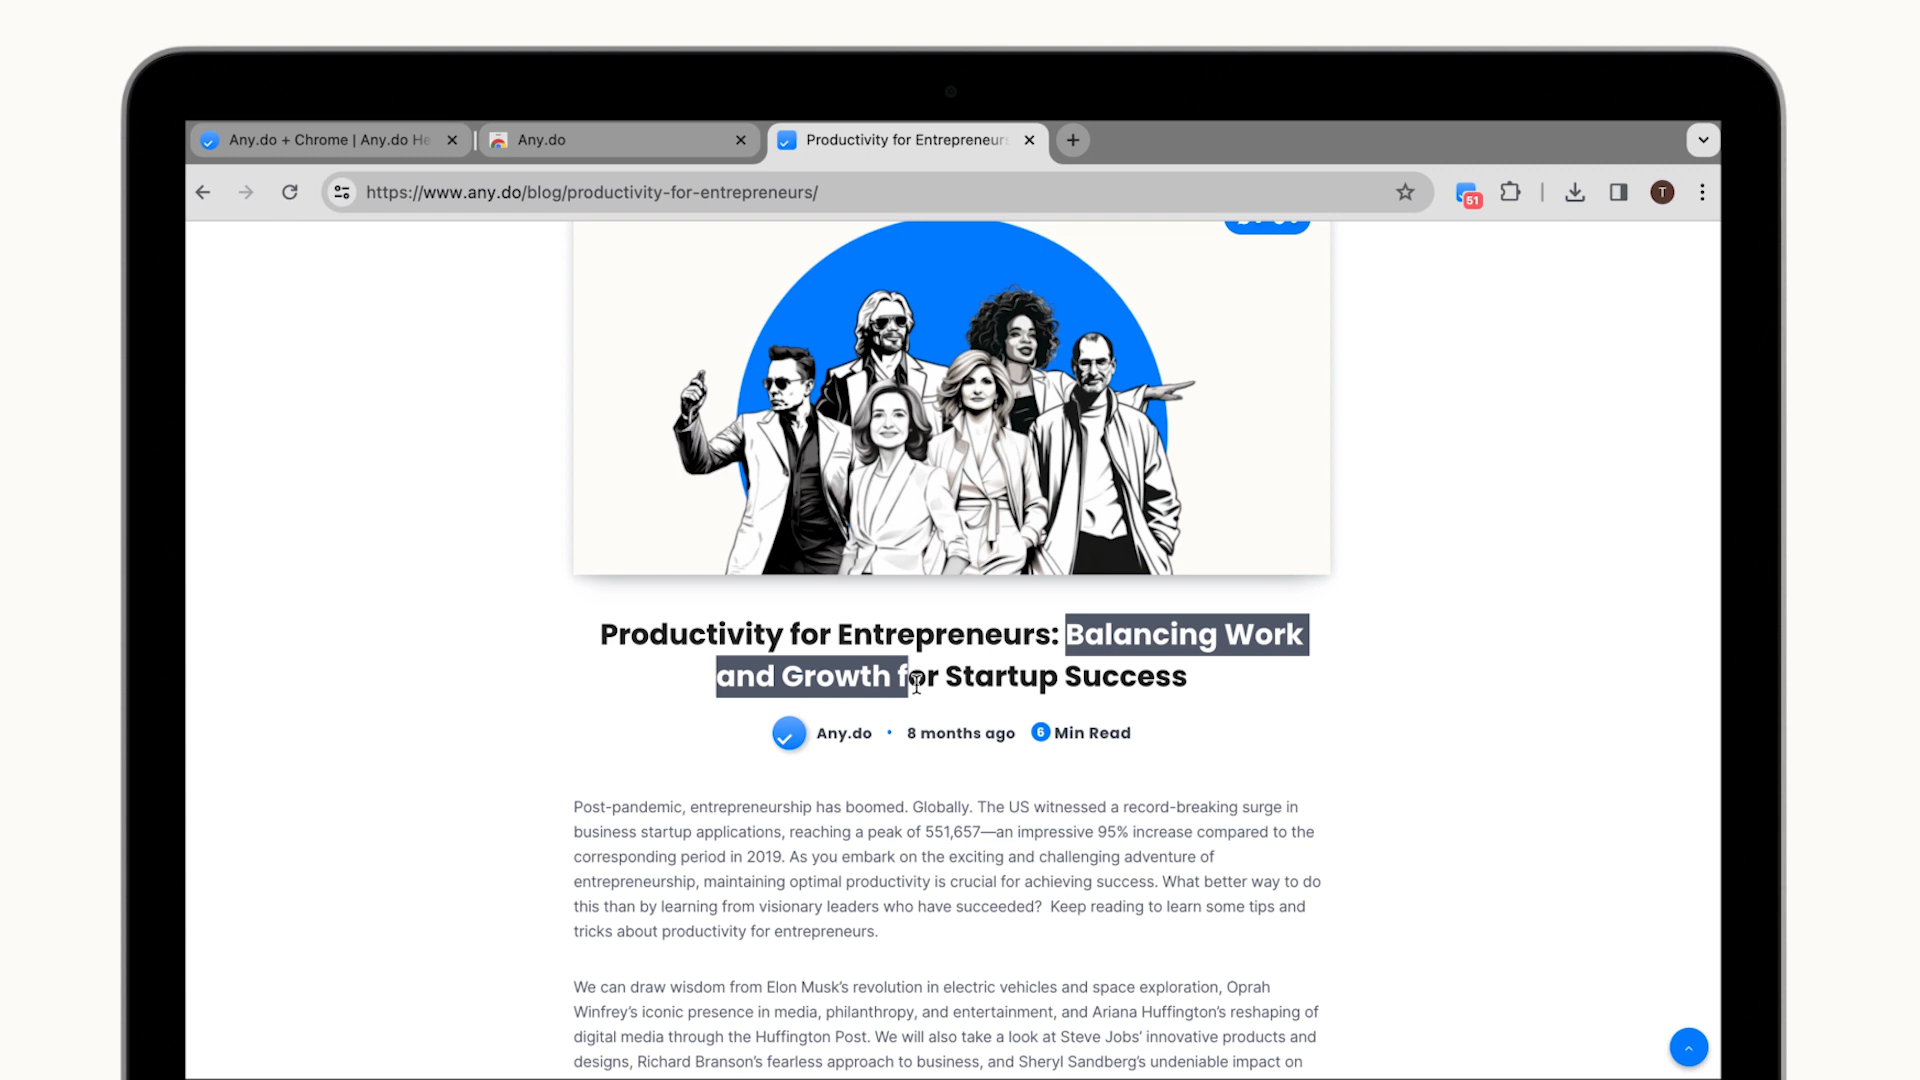 Any.do + Chrome | Any.do He
Any.do
Productivity for Entrepreneurs
https://www.any.do/blog/productivity-for-entrepreneurs/
51
T
Productivity for Entrepreneurs: Balancing Work
and Growth for Startup Success
Any.do • 8 months ago 6 Min Read
Post-pandemic, entrepreneurship has boomed. Globally. The US witnessed a record-breaking surge in
business startup applications, reaching a peak of 551,657—an impressive 95% increase compared to the
corresponding period in 2019. As you embark on the exciting and challenging adventure of
entrepreneurship, maintaining optimal productivity is crucial for achieving success. What better way to do
this than by learning from visionary leaders who have succeeded?  Keep reading to learn some tips and
tricks about productivity for entrepreneurs.
We can draw wisdom from Elon Musk’s revolution in electric vehicles and space exploration, Oprah
Winfrey’s iconic presence in media, philanthropy, and entertainment, and Ariana Huffington’s reshaping of
digital media through the Huffington Post. We will also take a look at Steve Jobs’ innovative products and
designs, Richard Branson’s fearless approach to business, and Sheryl Sandberg’s undeniable impact on